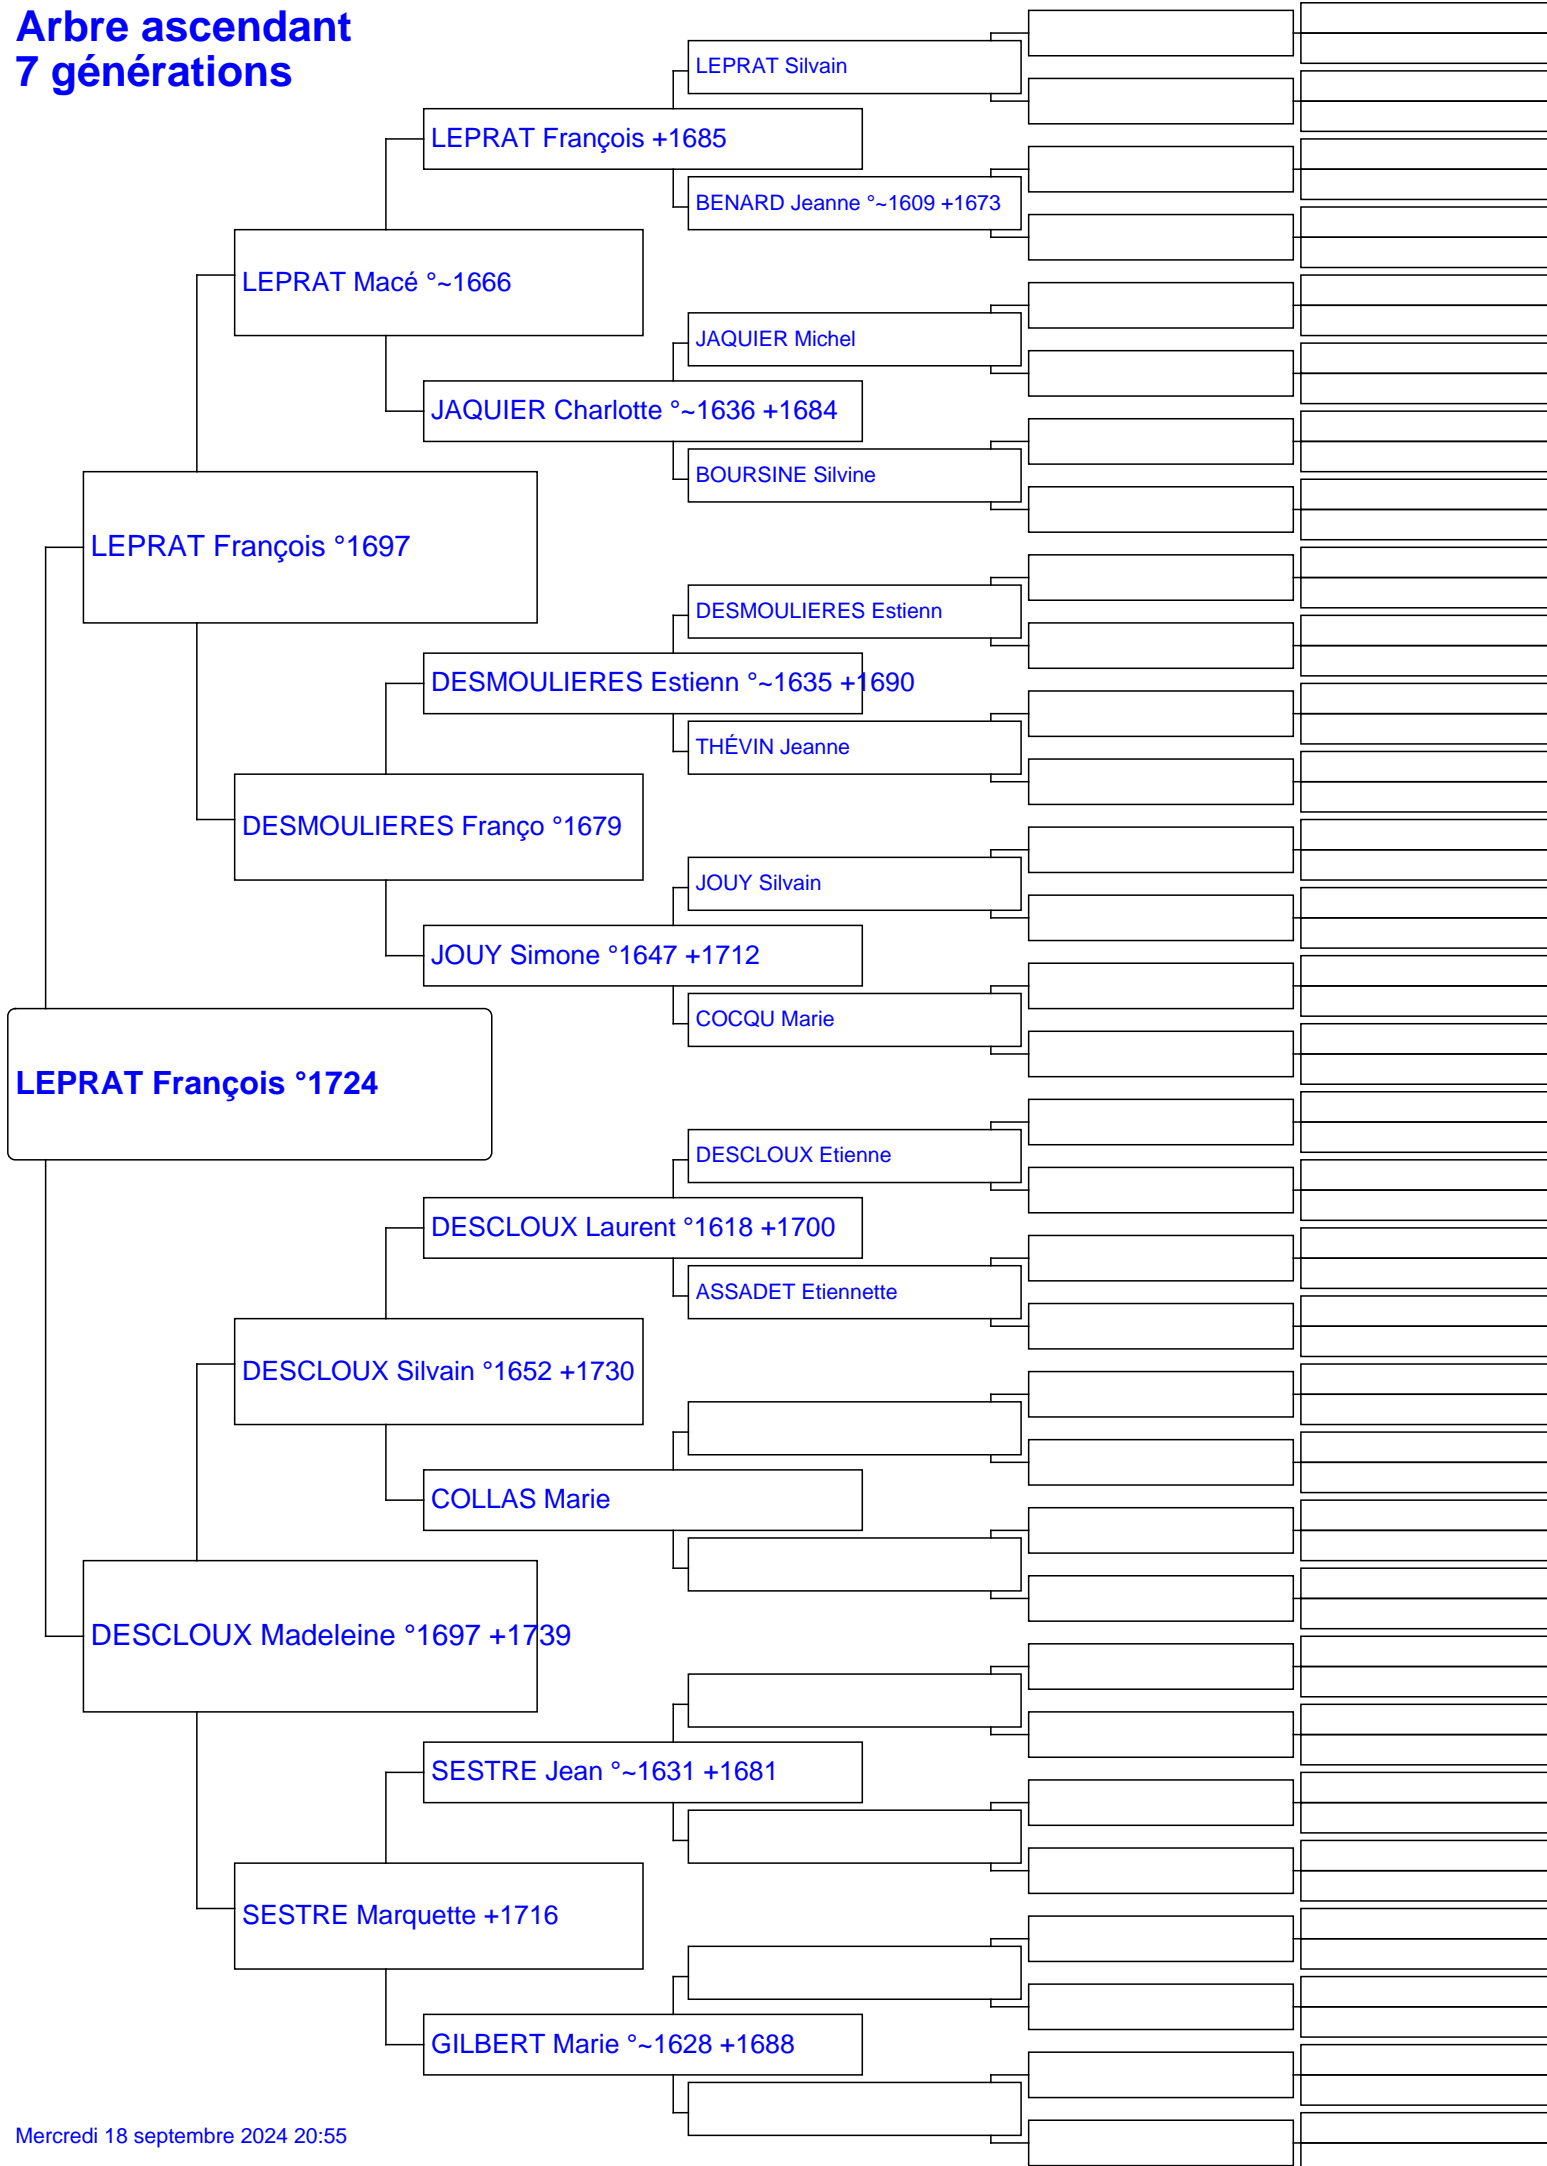 Arbre ascendant
7 générations
LEPRAT Silvain
LEPRAT François +1685
BENARD Jeanne °~1609 +1673
LEPRAT Macé °~1666
JAQUIER Michel
JAQUIER Charlotte °~1636 +1684
BOURSINE Silvine
LEPRAT François °1697
DESMOULIERES Estienn
DESMOULIERES Estienn °~1635 +1690
THÉVIN Jeanne
DESMOULIERES Franço °1679
JOUY Silvain
JOUY Simone °1647 +1712
COCQU Marie
LEPRAT François °1724
DESCLOUX Etienne
DESCLOUX Laurent °1618 +1700
ASSADET Etiennette
DESCLOUX Silvain °1652 +1730
COLLAS Marie
DESCLOUX Madeleine °1697 +1739
SESTRE Jean °~1631 +1681
SESTRE Marquette +1716
GILBERT Marie °~1628 +1688
Mercredi 18 septembre 2024 20:55